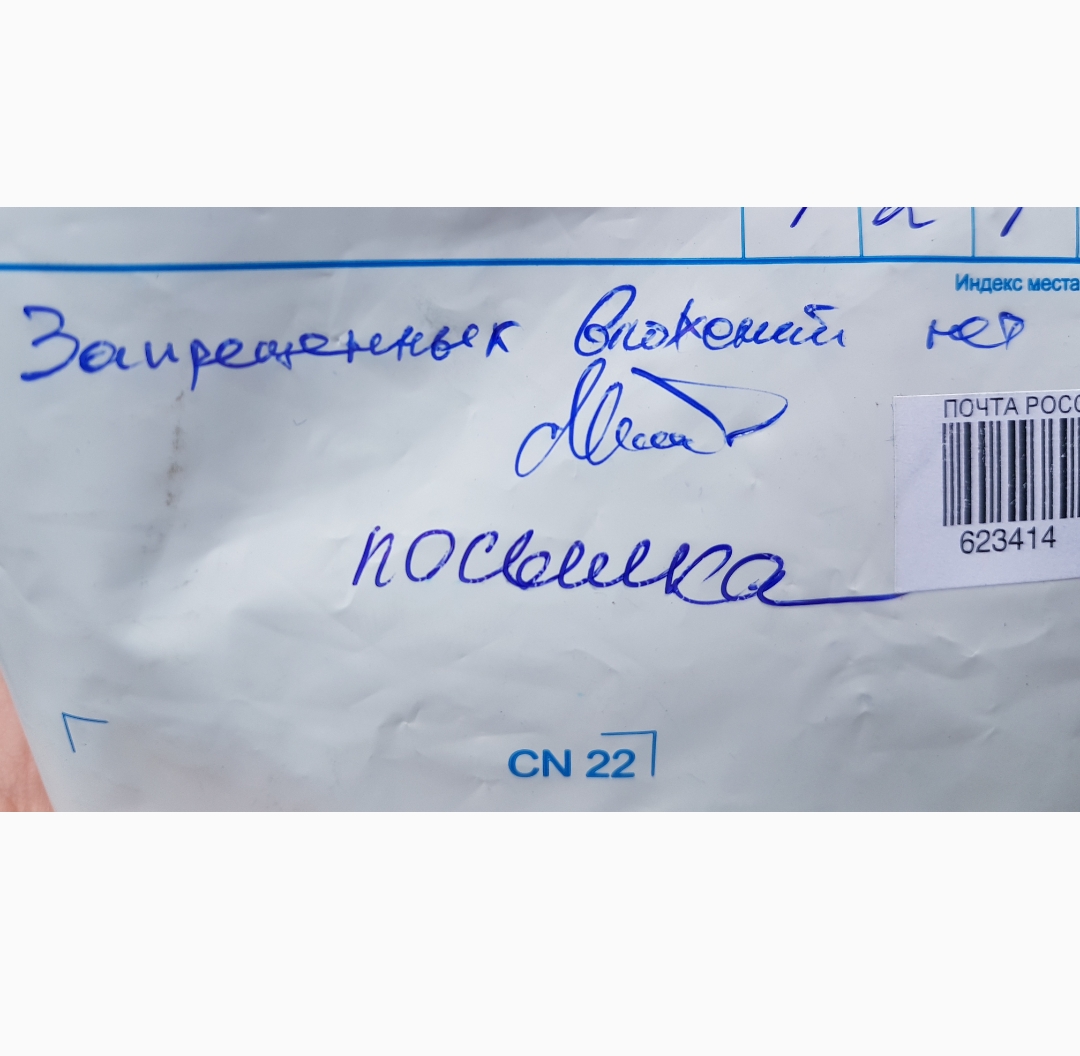 Индекс места
Запрещенных вложений нет
ПОЧТА РОСС
623414
посылка
CN 22